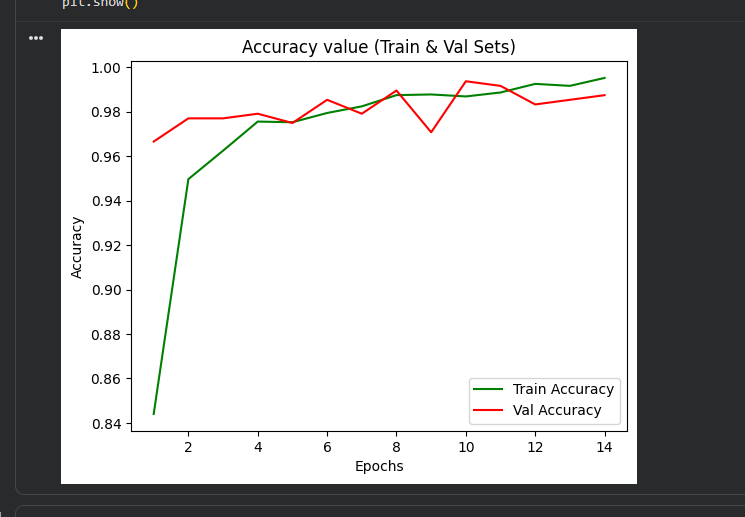 plt.show()
Accuracy value (Train & Val Sets)
1.00
0.98
0.96
0.94
0.92
0.90
0.88
0.86
0.84
Accuracy
Train Accuracy
Val Accuracy
2 4 6 8 10 12 14
Epochs